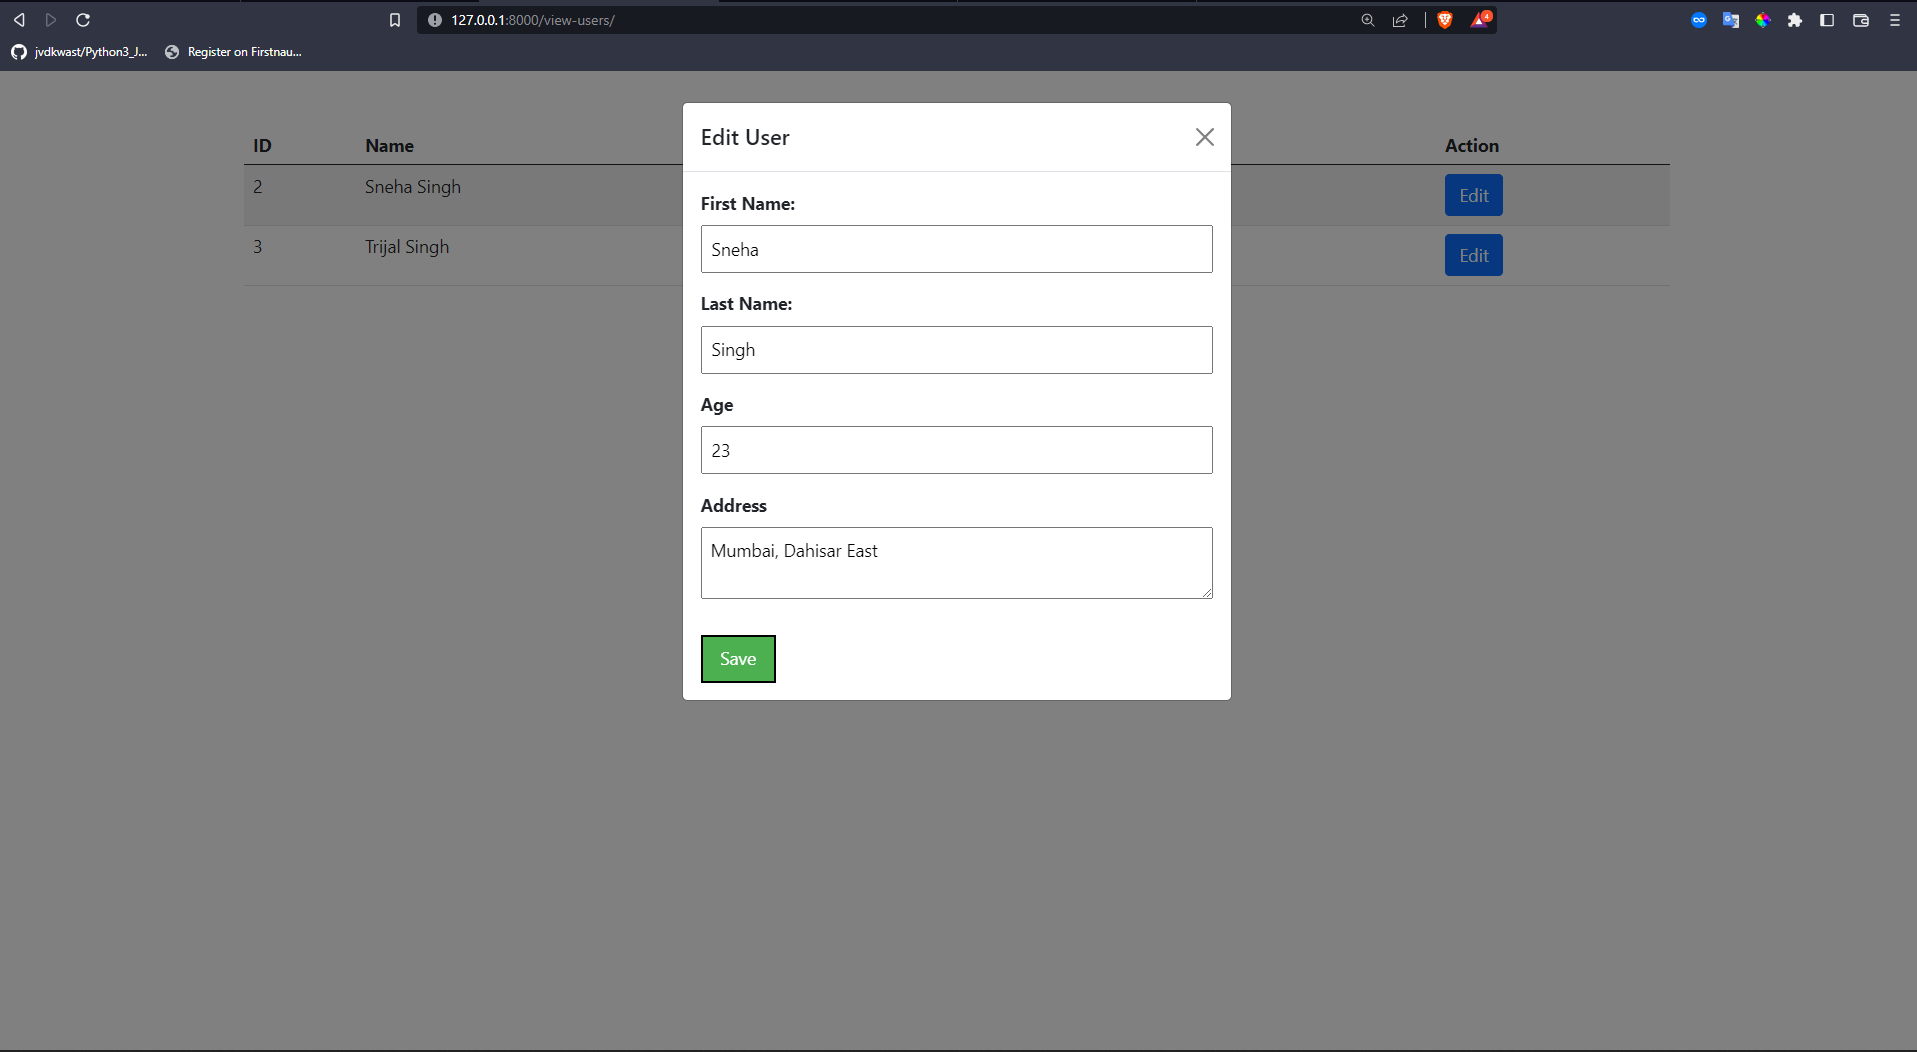 127.0.0.1:8000/view-users/
4
jvdkwast/Python3_J... Register on Firstnau...
Edit User
ID Name Action
2 Sneha Singh Edit
3 Trijal Singh Edit
First Name:
Sneha
Last Name:
Singh
Age
23
Address
Mumbai, Dahisar East
Save